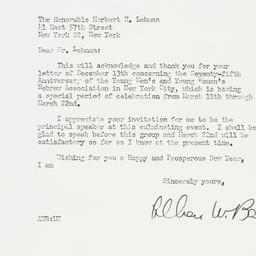 The Honorable Herbert H. Lehman
41 East 57th Street
New York 22, New York
Dear Mr. Lehman:
This will acknowledge and thank you for your
letter of December 13th concerning the Seventy-fifth
Anniversary of the Young Men's and Young Women's
Hebrew Association in New York City, which is having
a special period of celebration from March 11th through
March 22nd.
I appreciate your invitation for me to be the
principal speaker at this culminating event. I shall be
glad to speak before this group and March 22nd will be
satisfactory so far as I know at the present time.
Wishing for you a Happy and Prosperous New Year,
I am
Sincerely yours,
Alben W. Ba
AWB:LW